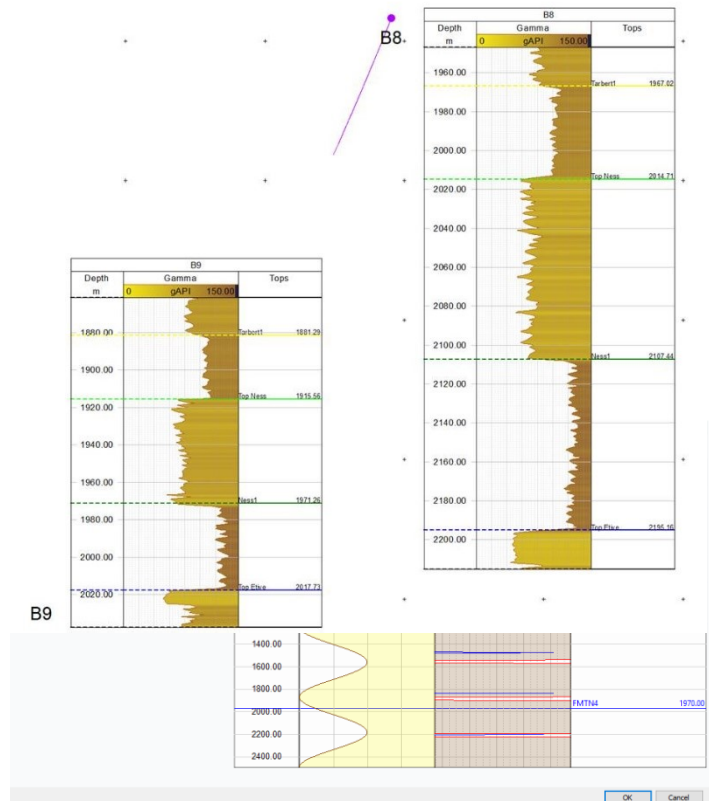 B8
B8
Depth Gamma Tops
m 0 gAPI 150.00
1960.00
Tarbert1 1967.02
1980.00
2000.00
Top Ness 2014.71
2020.00
2040.00
2060.00
2080.00
2100.00
Ness1 2107.44
2120.00
2140.00
2160.00
2180.00
Top Etive 2195.16
2200.00
B9
Depth Gamma Tops
m 0 gAPI 150.00
1880.00
Tarbert1 1881.29
1900.00
Top Ness 1915.56
1920.00
1940.00
1960.00
Ness1 1971.26
1980.00
2000.00
Top Etive 2017.73
2020.00
B9
1400.00
1600.00
1800.00
FMTN4 1970.00
2000.00
2200.00
2400.00
OK Cancel